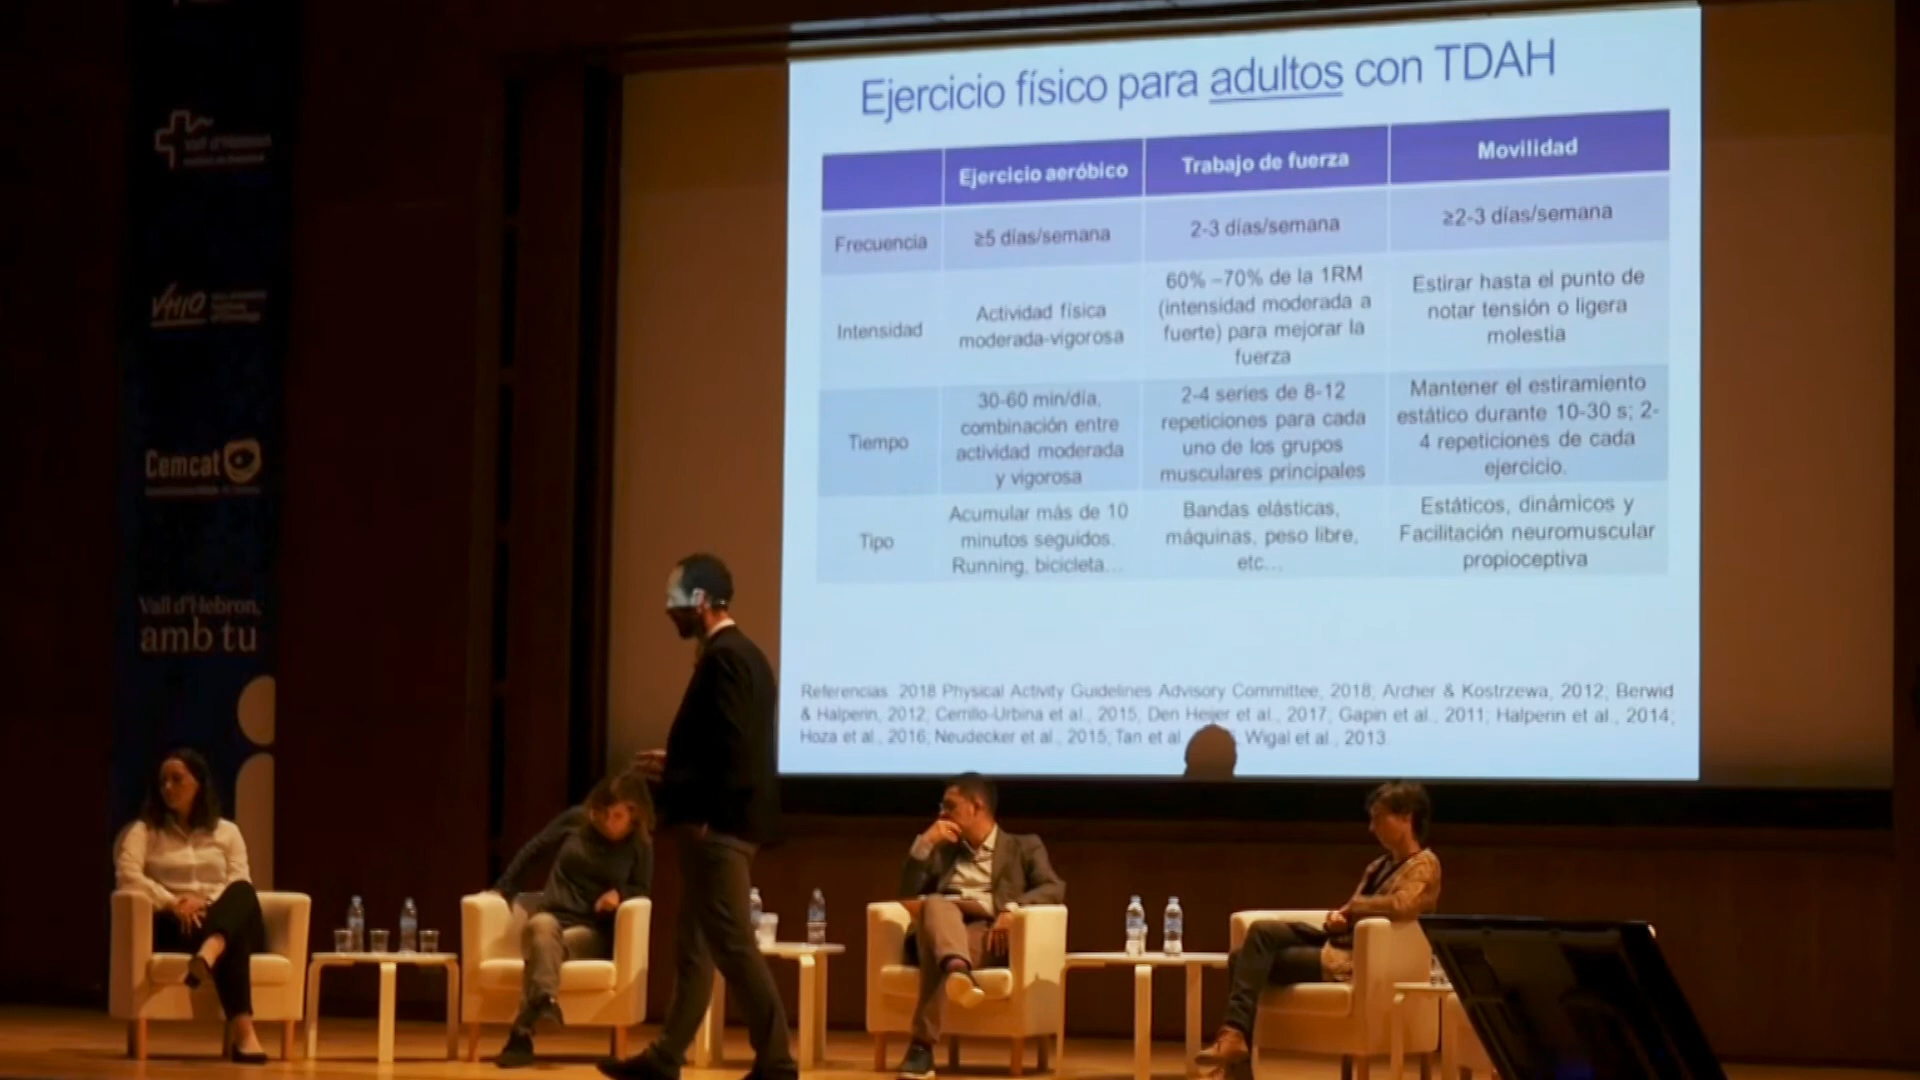 Ejercicio físico para adultos con TDAH
Ejercicio aeróbico
Trabajo de fuerza
Movilidad
Frecuencia
≥5 días/semana
2-3 días/semana
≥2-3 días/semana
Intensidad
Actividad física
moderada-vigorosa
60% –70% de la 1RM
(intensidad moderada a
fuerte) para mejorar la
fuerza
Estirar hasta el punto de
notar tensión o ligera
molestia
Tiempo
30-60 min/día,
combinación entre
actividad moderada
y vigorosa
2-4 series de 8-12
repeticiones para cada
uno de los grupos
musculares principales
Mantener el estiramiento
estático durante 10-30 s; 2-
4 repeticiones de cada
ejercicio.
Tipo
Acumular más de 10
minutos seguidos.
Running, bicicleta...
Bandas elásticas,
máquinas, peso libre,
etc...
Estáticos, dinámicos y
Facilitación neuromuscular
propioceptiva
Referencias: 2018 Physical Activity Guidelines Advisory Committee, 2018; Archer & Kostrzewa, 2012; Berwid
& Halperin, 2012; Cerrillo-Urbina et al., 2015; Den Heijer et al., 2017; Gapin et al., 2011; Halperin et al., 2014;
Hoza et al., 2016; Neudecker et al., 2015; Tan et al. Wigal et al., 2013.
VHIO
Cemcat
Vall d'Hebron,
amb tu